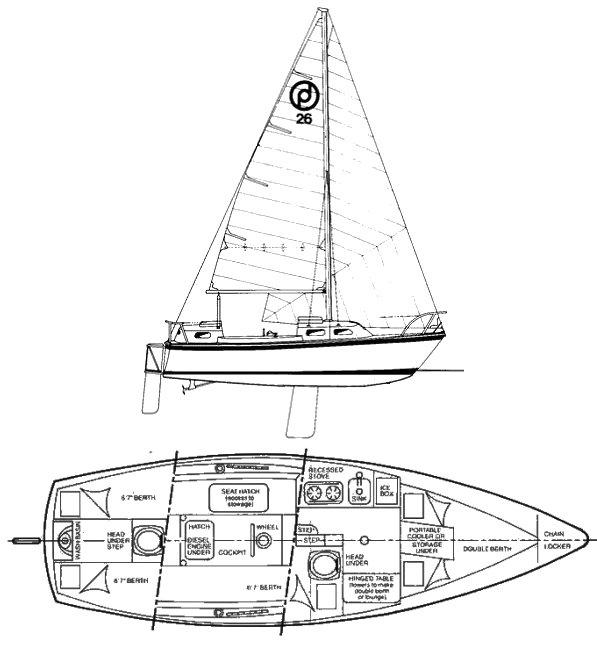 26
RECESSED
STOVE
SINK
ICE
BOX
6'7" BERTH
SEAT HATCH
(access to
stowage)
WASH BASIN
HEAD
UNDER
STEP
HATCH
DIESEL
ENGINE
UNDER
WHEEL
COCKPIT
STEP
STEP
PORTABLE
COOLER OR
STORAGE
UNDER
DOUBLE BERTH
CHAIN
LOCKER
HEAD
UNDER
6'7" BERTH
6'7" BERTH
HINGED TABLE
(lowers to make
double berth
or lounge)